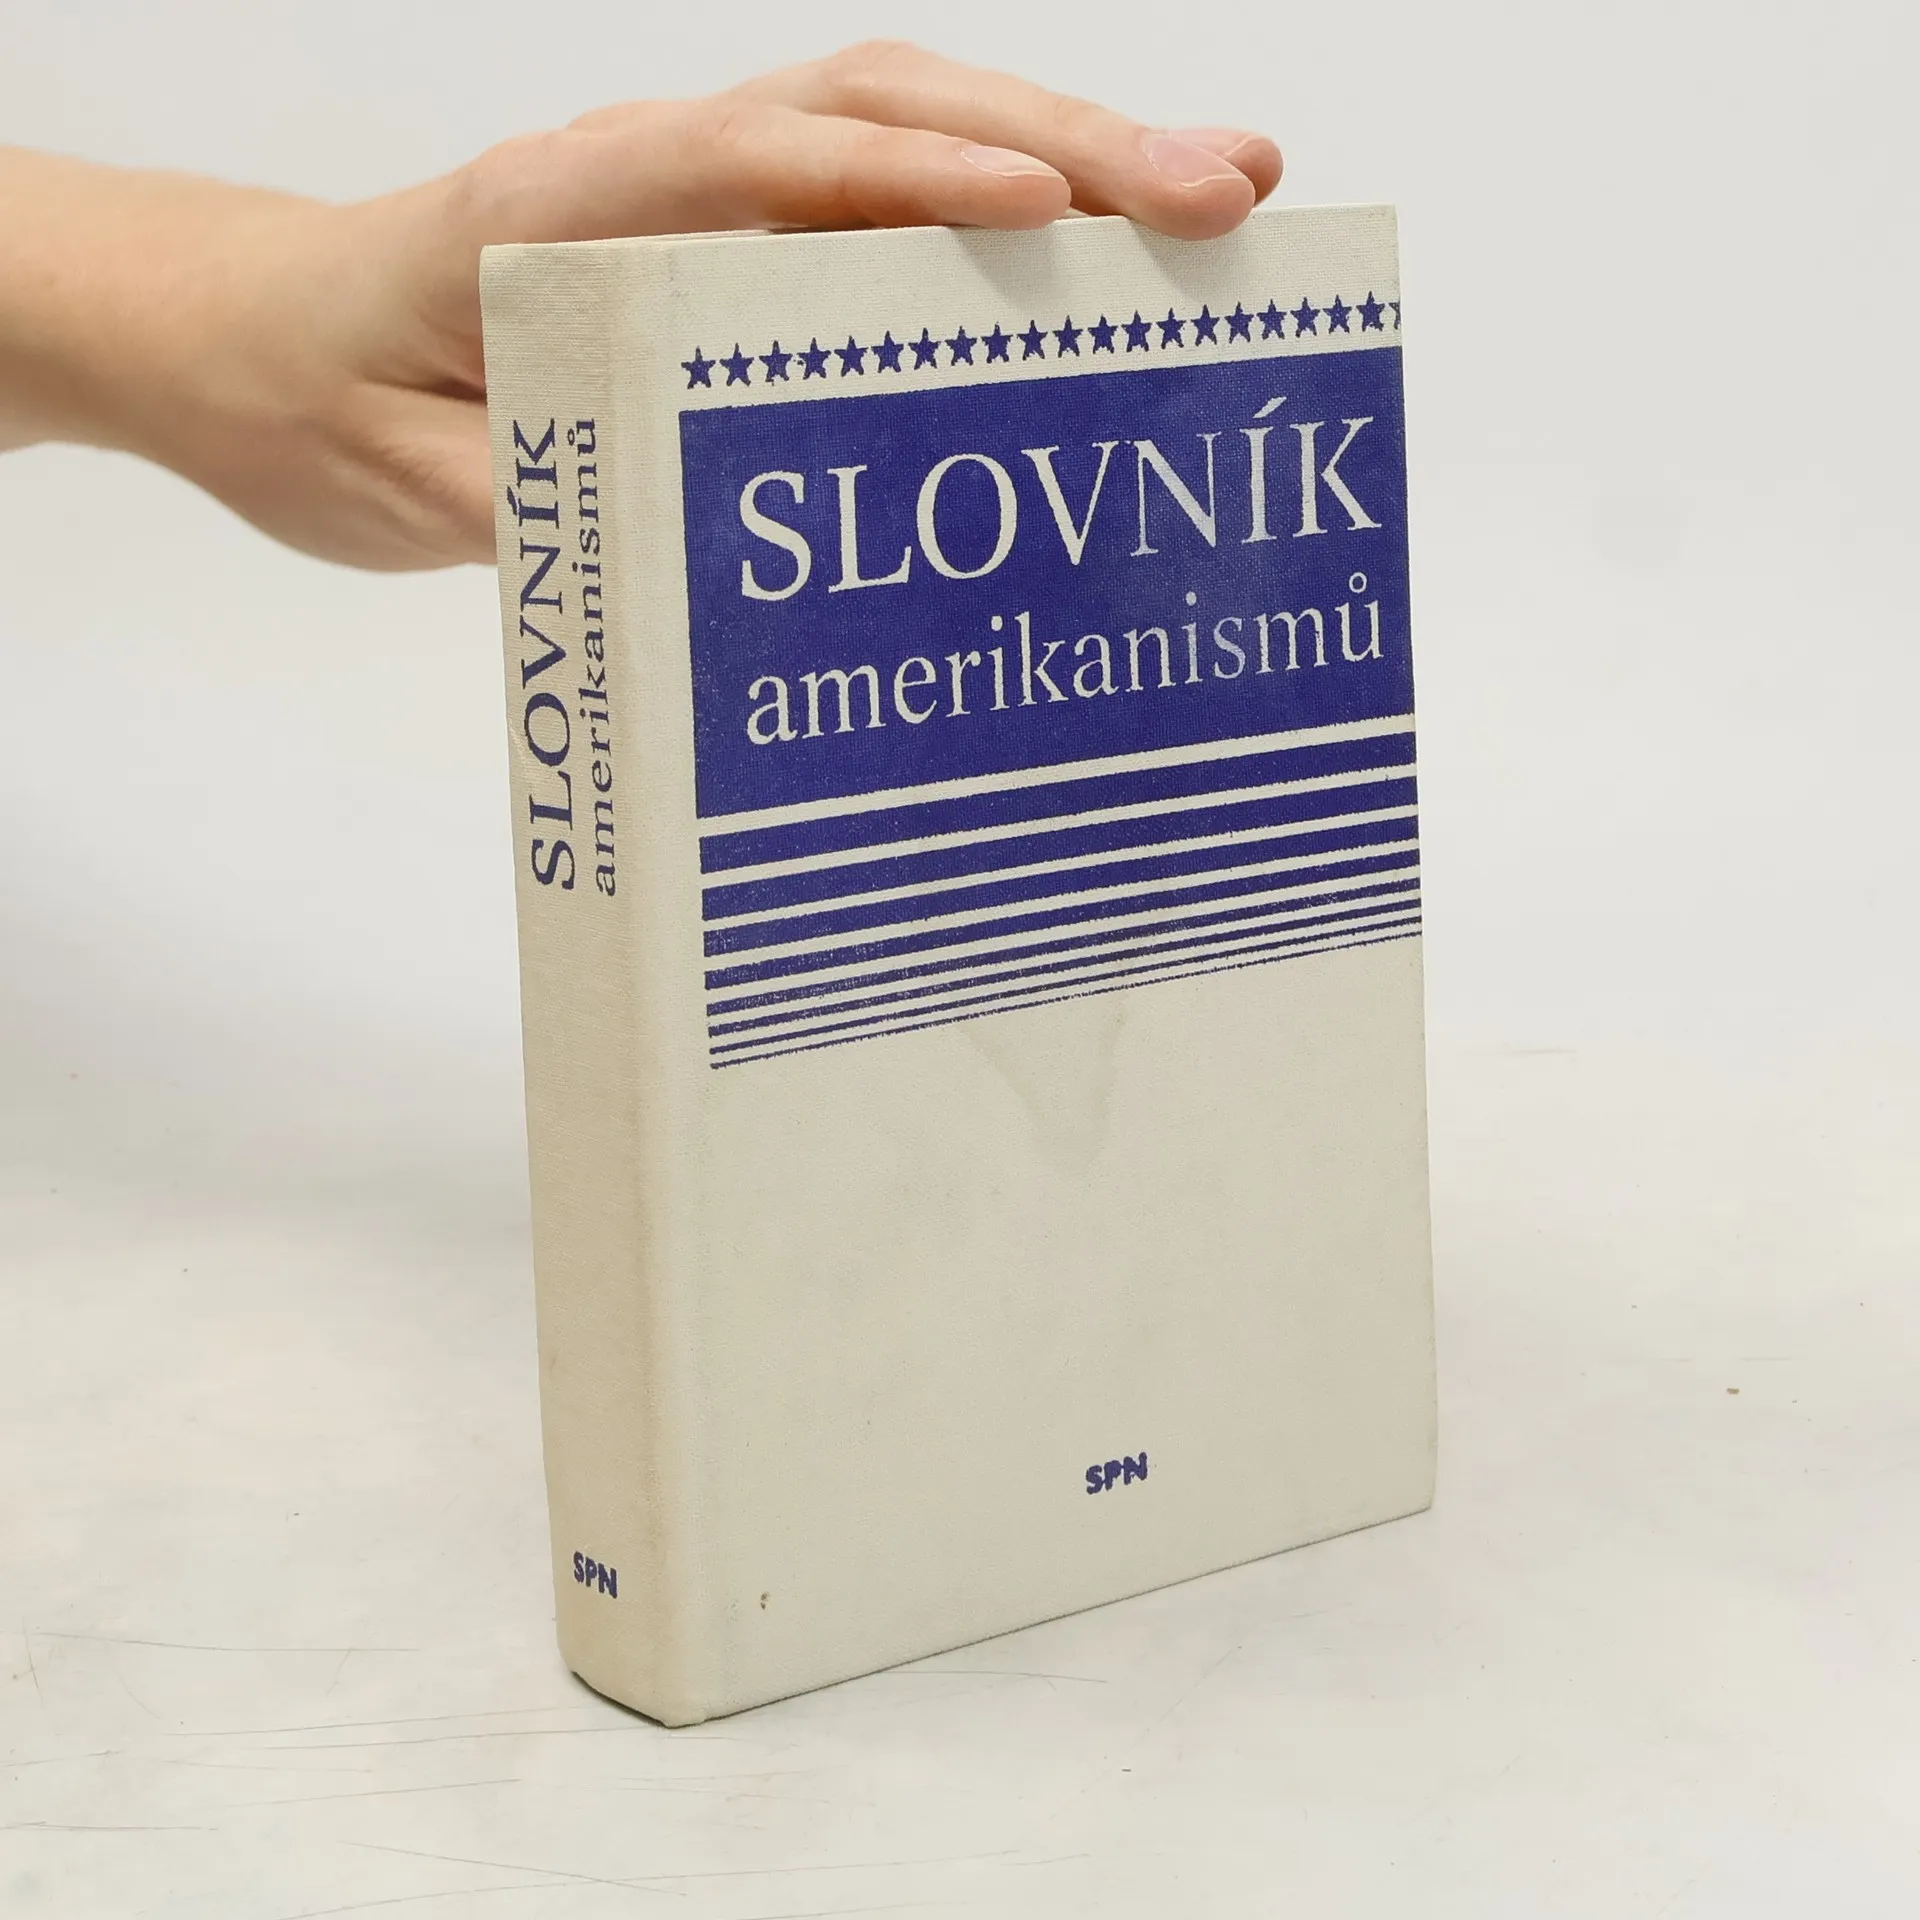 SLOVNÍK
amerikanismů
SPN
SLOVNÍK
amerikanismů
SPN